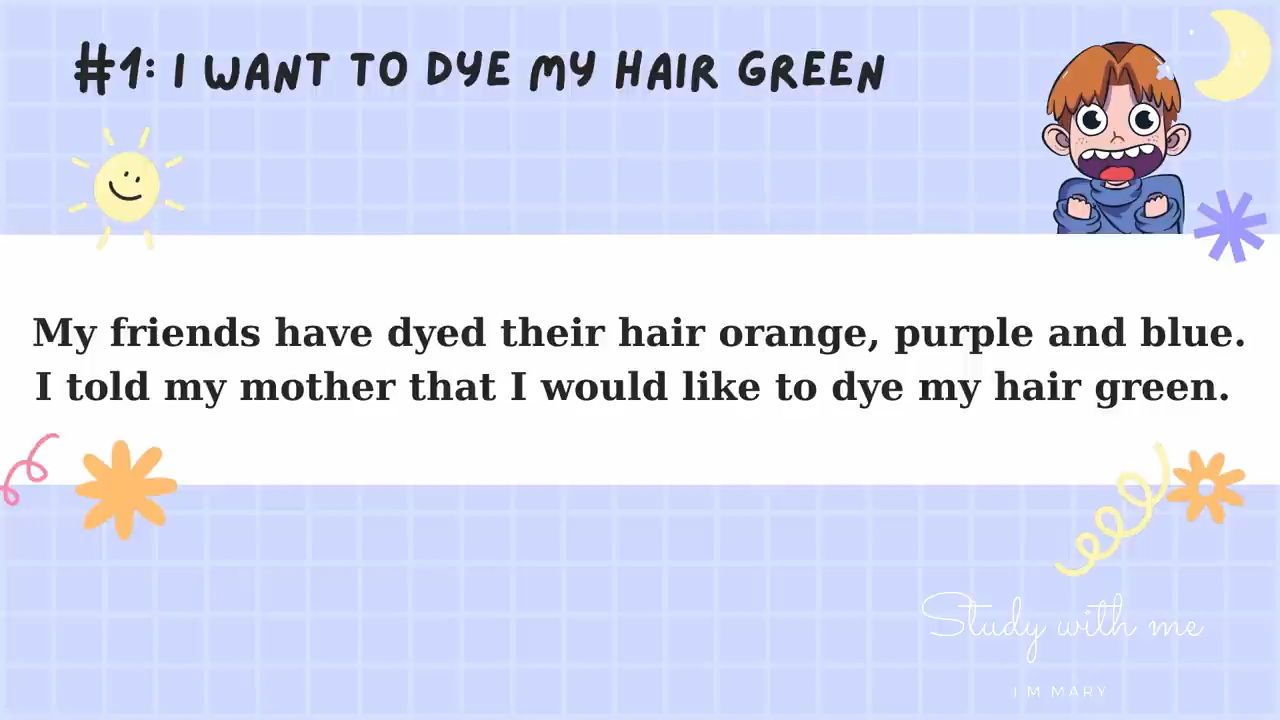 #1: I WANT TO DYE MY HAIR GREEN
My friends have dyed their hair orange, purple and blue.
I told my mother that I would like to dye my hair green.
Study with me
I M MARY